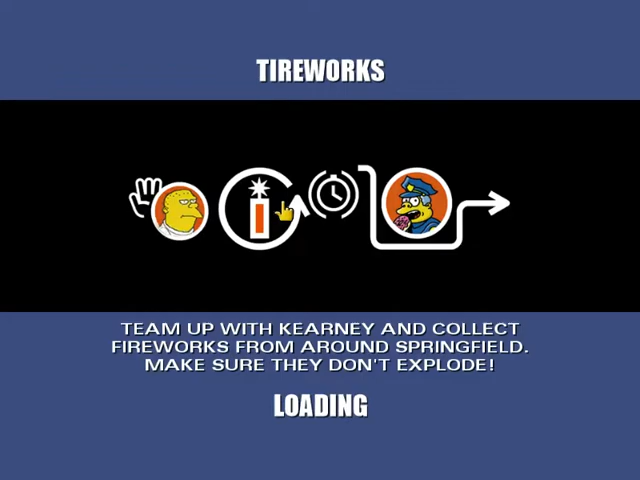 TIREWORKS
TEAM UP WITH KEARNEY AND COLLECT
FIREWORKS FROM AROUND SPRINGFIELD.
MAKE SURE THEY DON'T EXPLODE!
LOADING